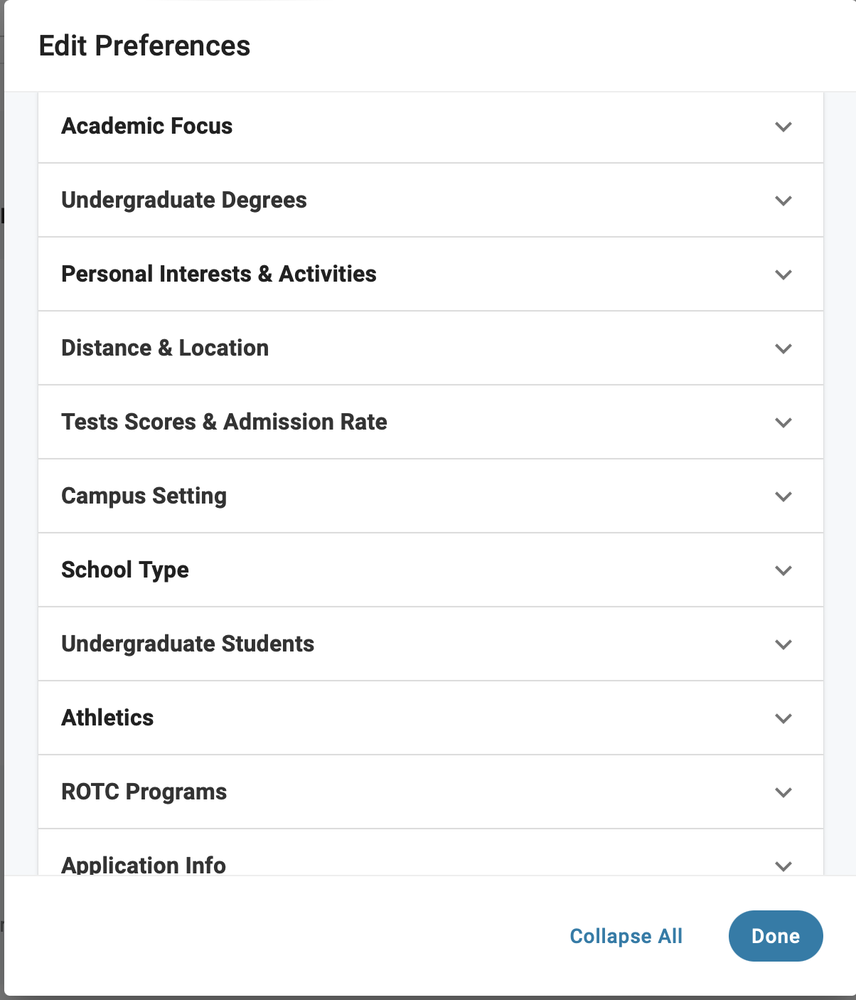 Edit Preferences
Academic Focus
Undergraduate Degrees
Personal Interests & Activities
Distance & Location
Tests Scores & Admission Rate
Campus Setting
School Type
Undergraduate Students
Athletics
ROTC Programs
Application Info
Collapse All
Done